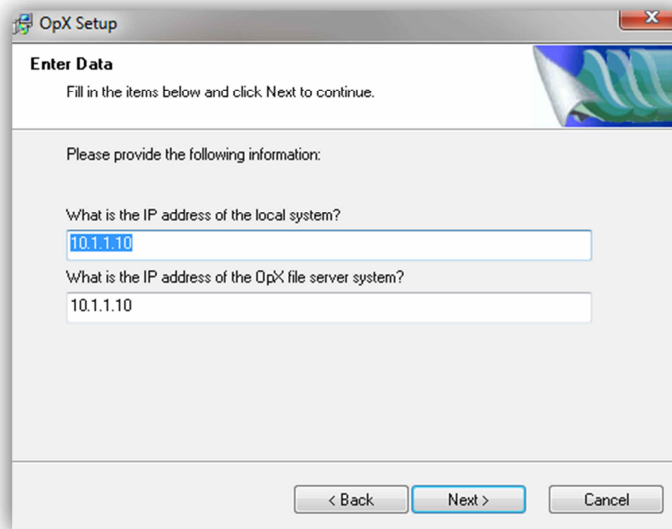 OpX Setup
Enter Data
Fill in the items below and click Next to continue.
Please provide the following information:
What is the IP address of the local system?
10.1.1.10
What is the IP address of the OpX file server system?
10.1.1.10
< Back Next > Cancel